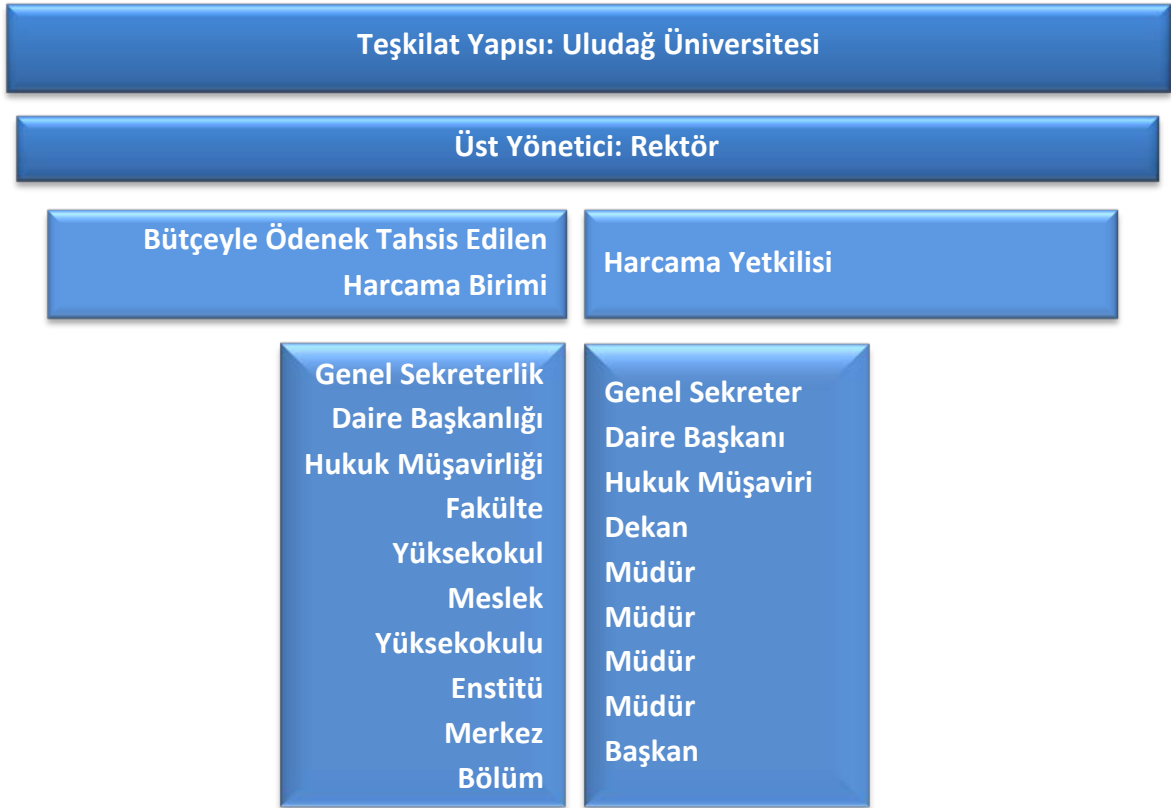 Teşkilat Yapısı: Uludağ Üniversitesi
Üst Yönetici: Rektör
Bütçeyle Ödenek Tahsis Edilen
Harcama Birimi
Harcama Yetkilisi
Genel Sekreterlik
Daire Başkanlığı
Hukuk Müşavirliği
Fakülte
Yüksekokul
Meslek
Yüksekokulu
Enstitü
Merkez
Bölüm
Genel Sekreter
Daire Başkanı
Hukuk Müşaviri
Dekan
Müdür
Müdür
Müdür
Müdür
Başkan